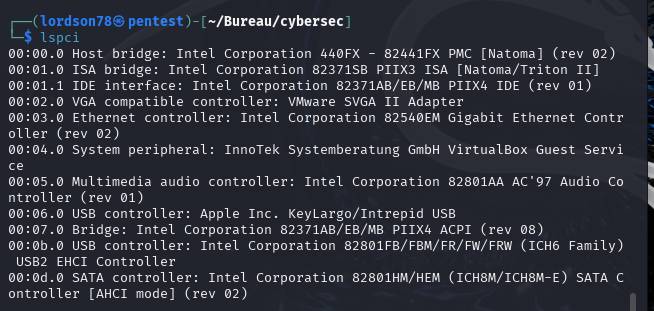 ┌──(lordson78㉿pentest)-[~/Bureau/cybersec]
└─$ lspci
00:00.0 Host bridge: Intel Corporation 440FX - 82441FX PMC [Natoma] (rev 02)
00:01.0 ISA bridge: Intel Corporation 82371SB PIIX3 ISA [Natoma/Triton II]
00:01.1 IDE interface: Intel Corporation 82371AB/EB/MB PIIX4 IDE (rev 01)
00:02.0 VGA compatible controller: VMware SVGA II Adapter
00:03.0 Ethernet controller: Intel Corporation 82540EM Gigabit Ethernet Contr
oller (rev 02)
00:04.0 System peripheral: InnoTek Systemberatung GmbH VirtualBox Guest Servi
ce
00:05.0 Multimedia audio controller: Intel Corporation 82801AA AC'97 Audio Co
ntroller (rev 01)
00:06.0 USB controller: Apple Inc. KeyLargo/Intrepid USB
00:07.0 Bridge: Intel Corporation 82371AB/EB/MB PIIX4 ACPI (rev 08)
00:0b.0 USB controller: Intel Corporation 82801FB/FBM/FR/FW/FRW (ICH6 Family)
 USB2 EHCI Controller
00:0d.0 SATA controller: Intel Corporation 82801HM/HEM (ICH8M/ICH8M-E) SATA C
ontroller [AHCI mode] (rev 02)